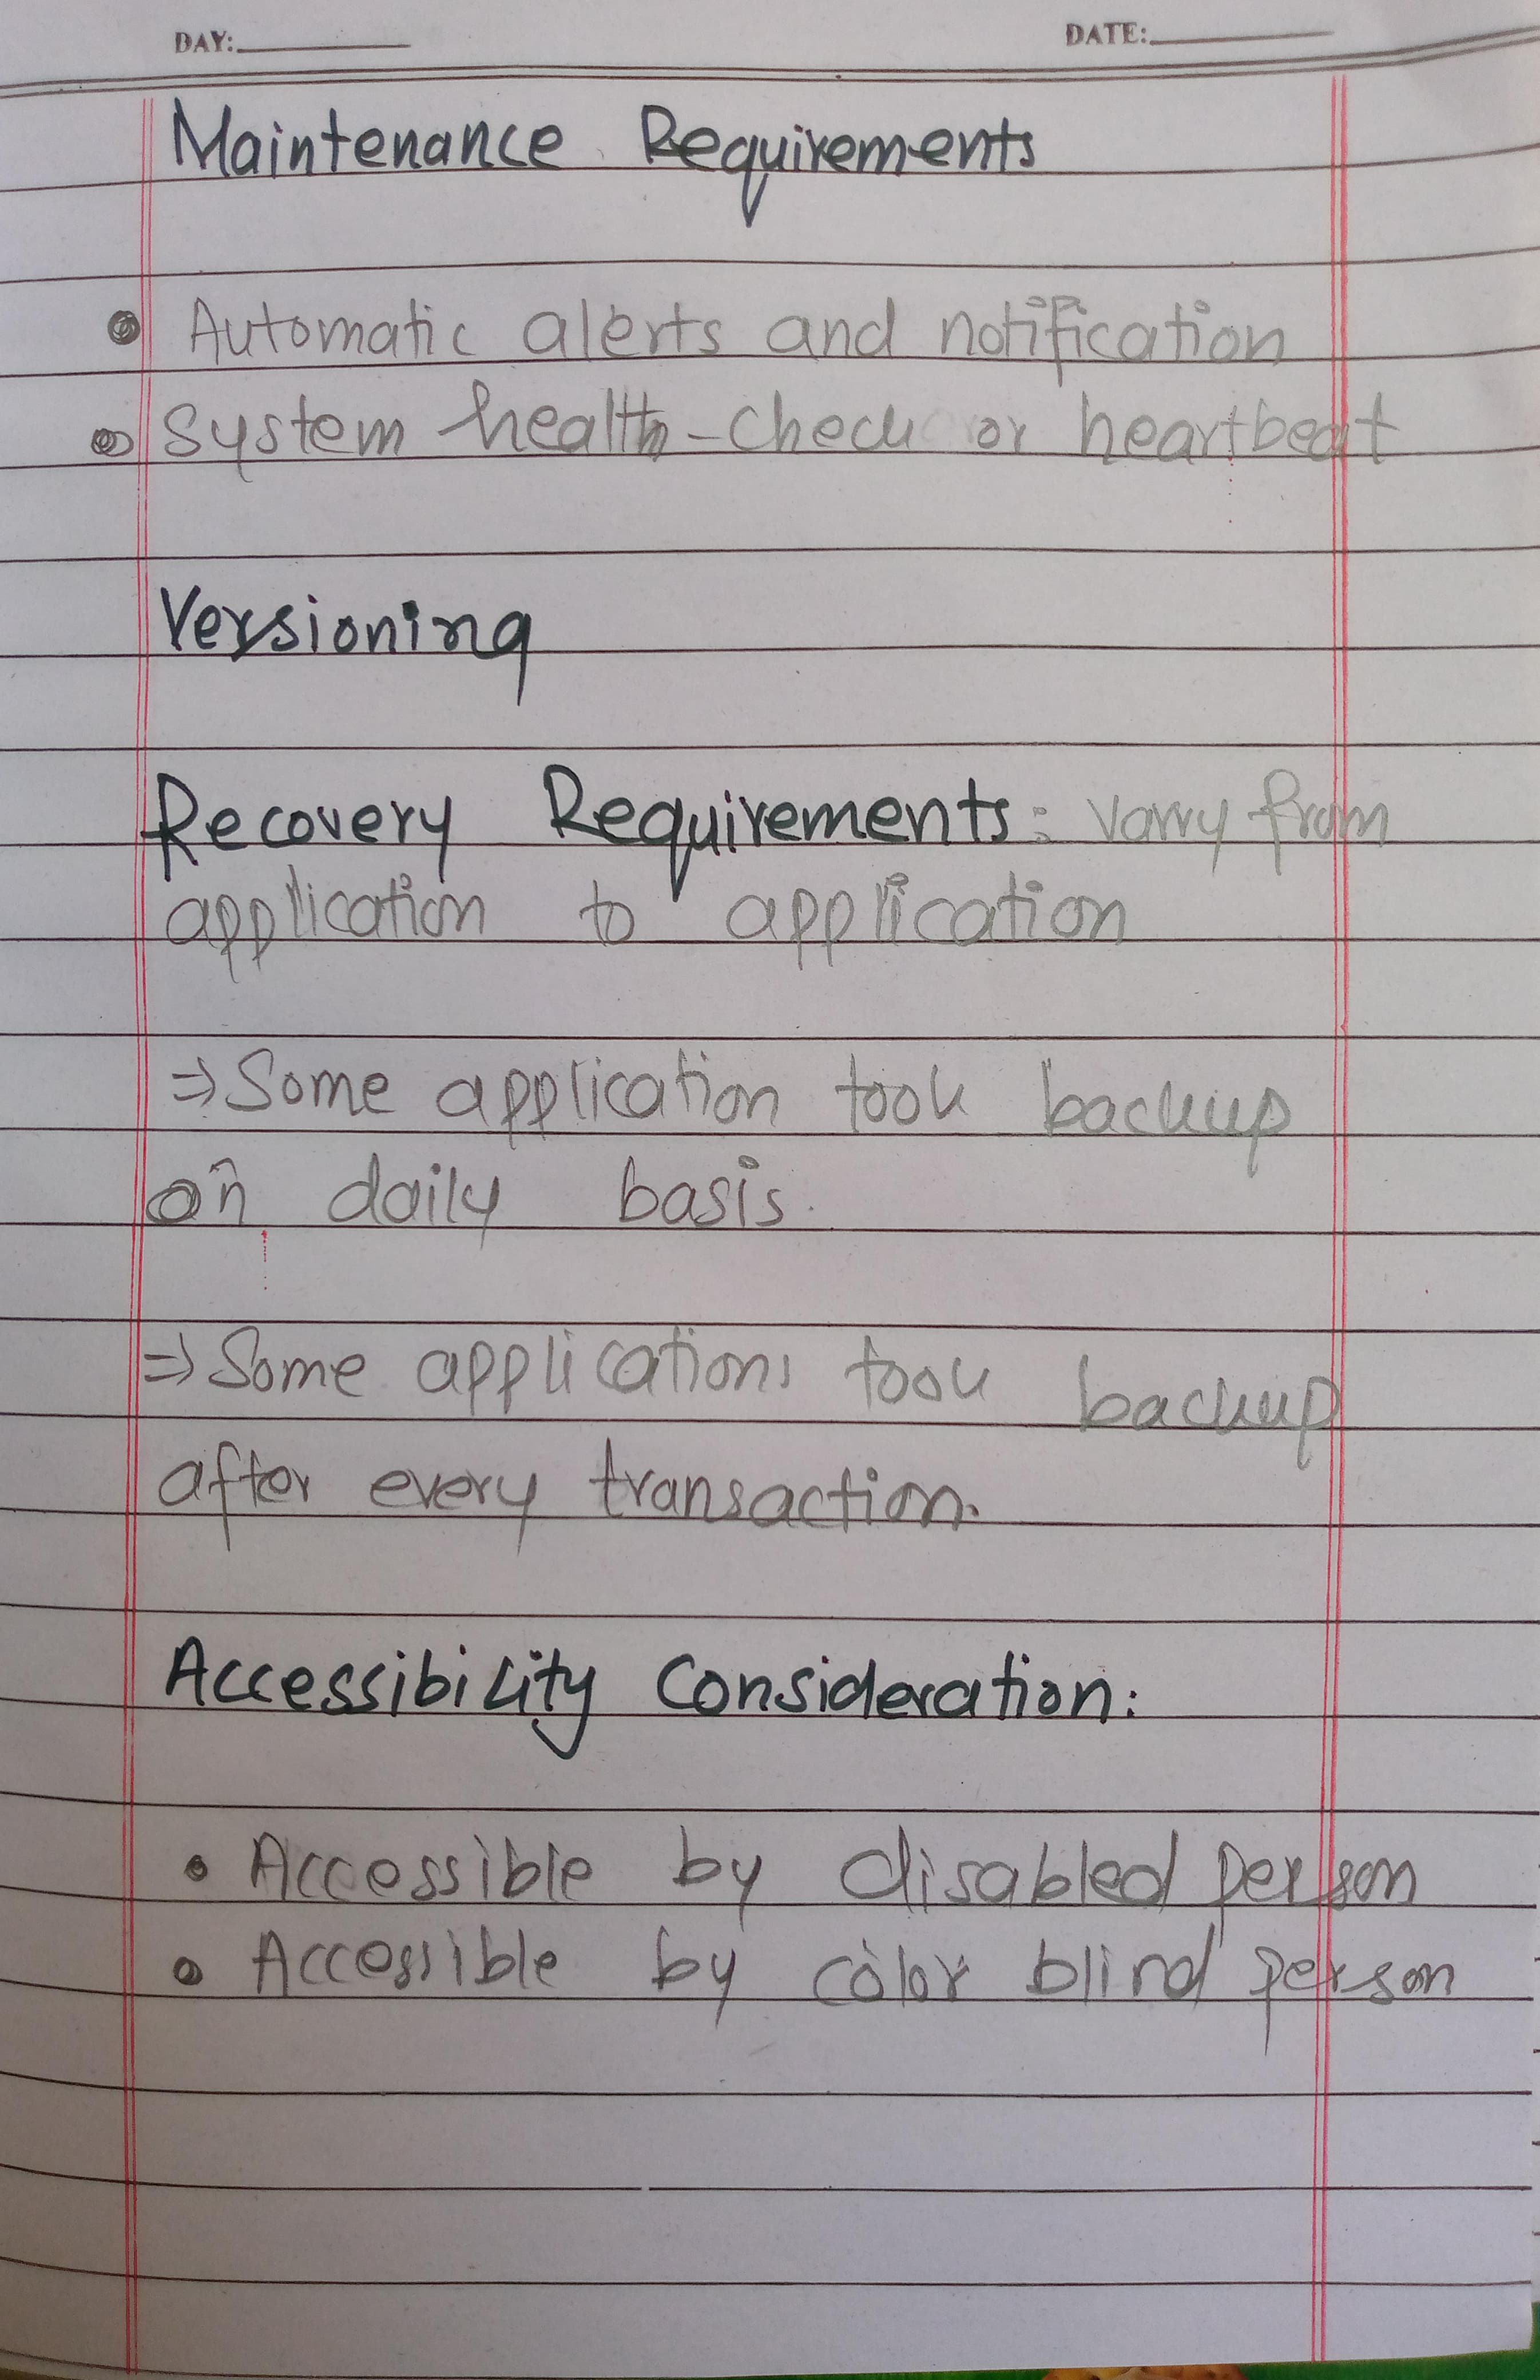 DAY:
DATE:
Maintenance Requirements
• Automatic alerts and notification
• System health-check or heartbeat
Versioning
Recovery Requirements: varry from
application to application
⇒ Some application took backup
on daily basis.
⇒ Some applications took backup
after every transaction.
Accessibility Consideration:
• Accessible by disabled person
• Accessible by color blind person